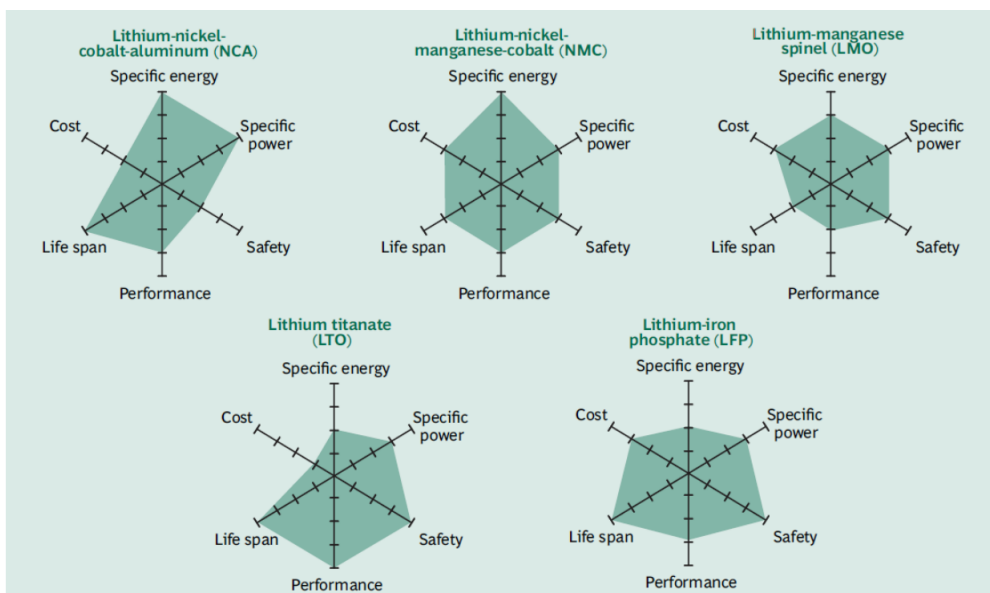 Lithium-nickel-
cobalt-aluminum (NCA)
Specific energy
Cost
Specific
power
Life span
Safety
Performance
Lithium-nickel-
manganese-cobalt (NMC)
Specific energy
Cost
Specific
power
Life span
Safety
Performance
Lithium-manganese
spinel (LMO)
Specific energy
Cost
Specific
power
Life span
Safety
Performance
Lithium titanate
(LTO)
Specific energy
Cost
Specific
power
Life span
Safety
Performance
Lithium-iron
phosphate (LFP)
Specific energy
Cost
Specific
power
Life span
Safety
Performance